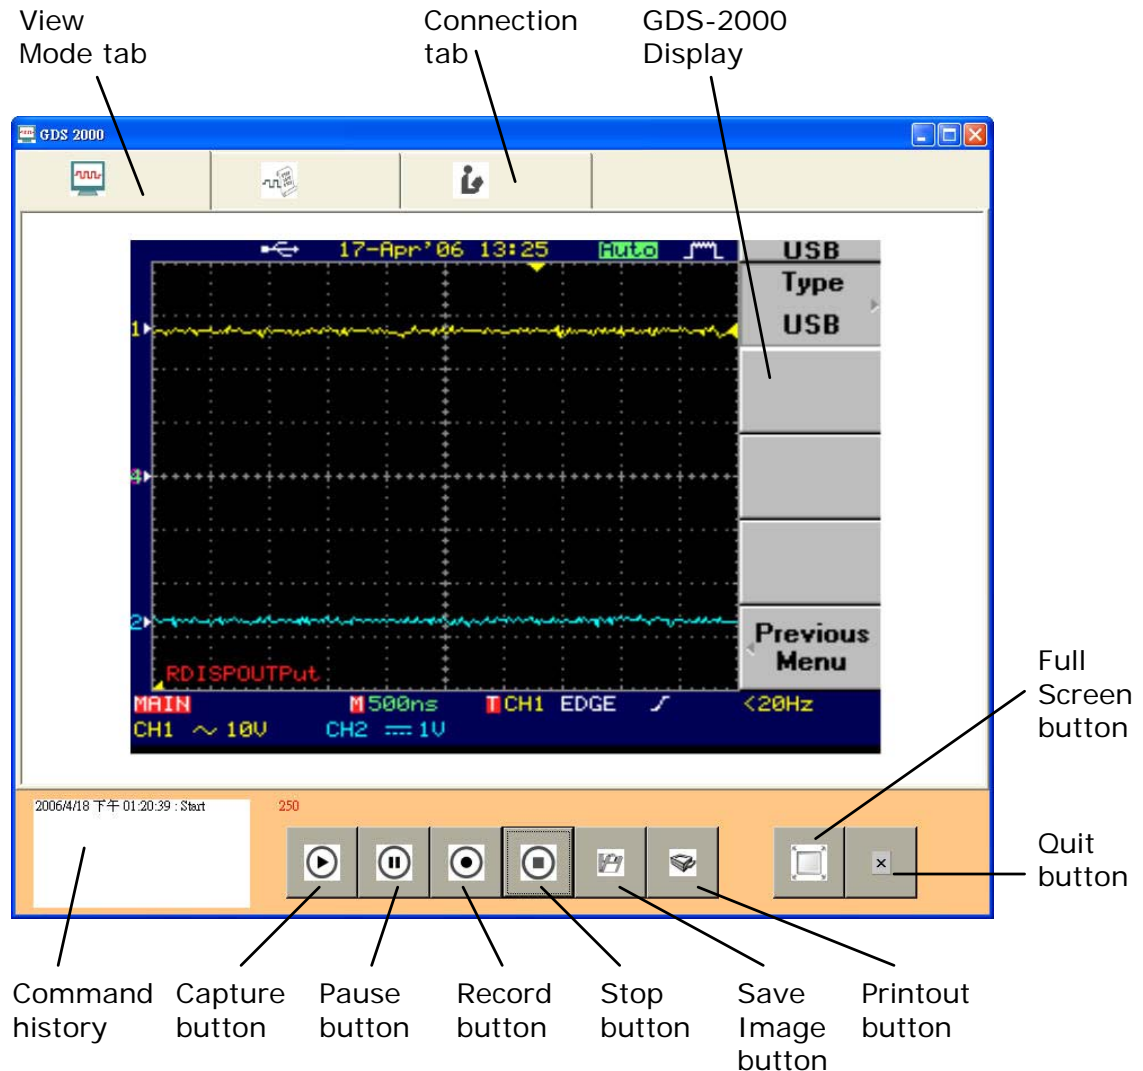 View
Mode tab
Connection
tab
GDS-2000
Display
GDS 2000
17-Apr'06 13:25
Auto
USB
Type
USB
1
4
2
Previous
Menu
RDISPOUTPut
MAIN
M 500ns
T CH1 EDGE
<20Hz
CH1 10V
CH2 1V
Full
Screen
button
2006/4/18 下午 01:20:39 : Start
250
Quit
button
Command
history
Capture
button
Pause
button
Record
button
Stop
button
Save
Image
button
Printout
button